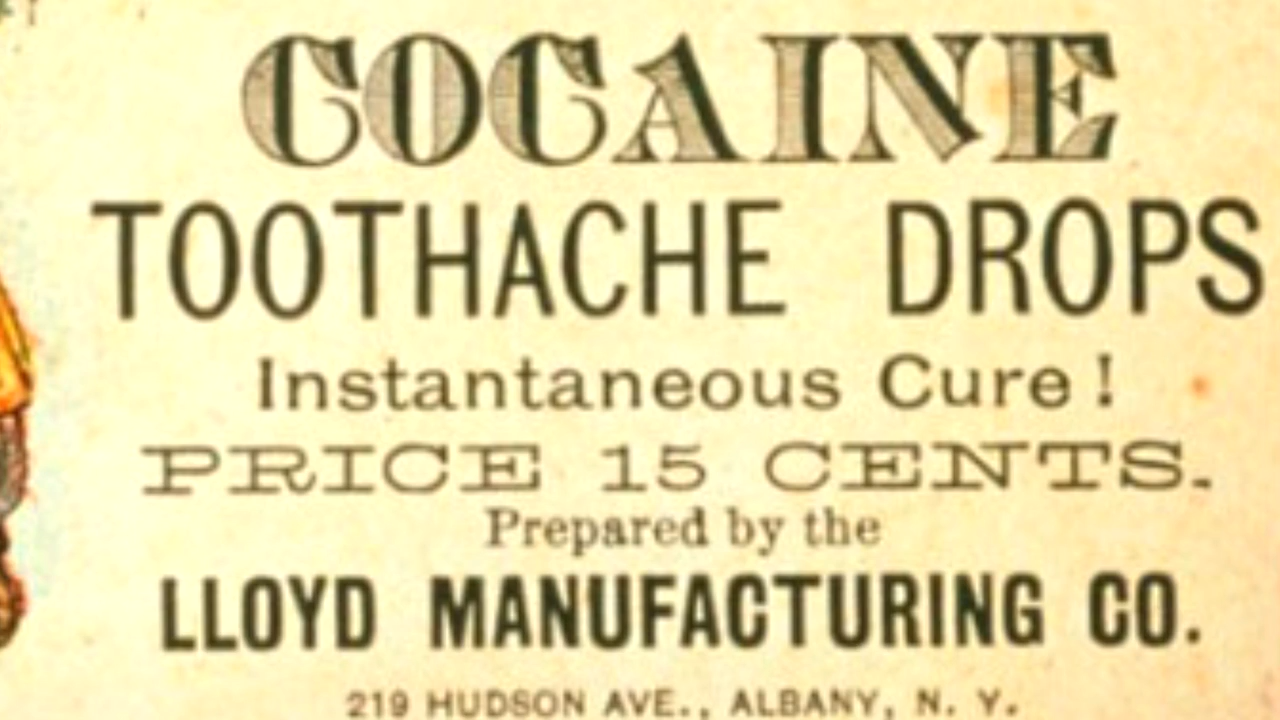 COCAINE
TOOTHACHE DROPS
Instantaneous Cure!
PRICE 15 CENTS.
Prepared by the
LLOYD MANUFACTURING CO.
219 HUDSON AVE., ALBANY, N. Y.